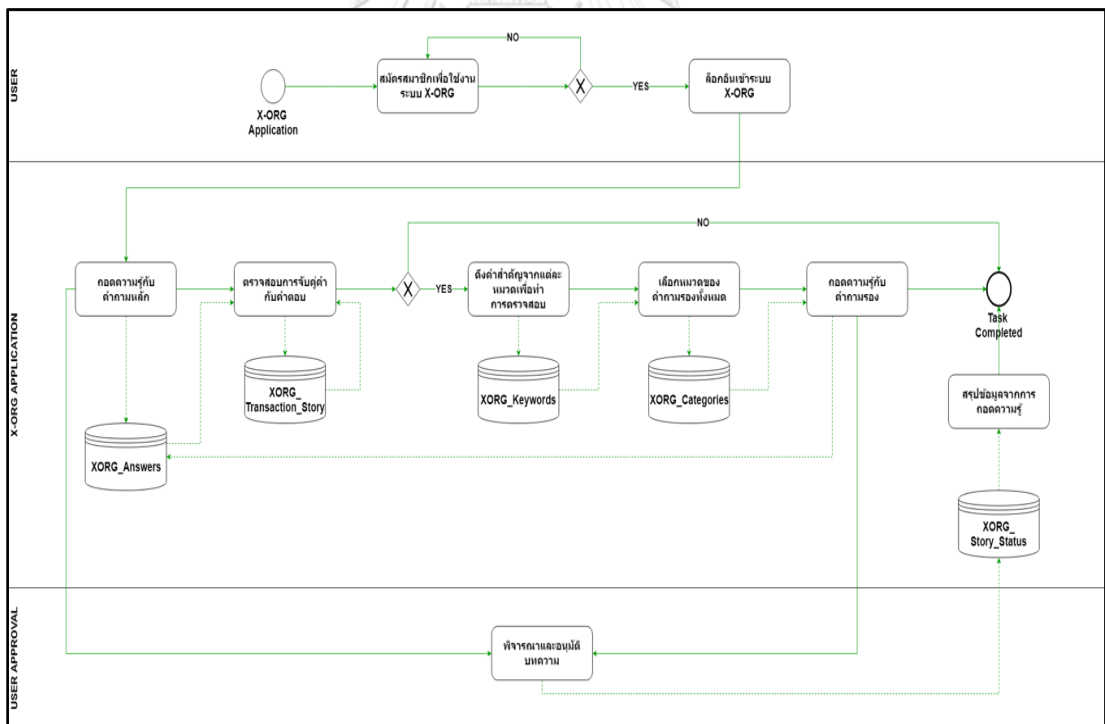 USER
NO
สมัครสมาชิกเพื่อใช้งาน
ระบบ X-ORG
X
YES
ล็อกอินเข้าระบบ
X-ORG
X-ORG
Application
X-ORG APPLICATION
NO
ถอดความรู้กับ
คำถามหลัก
ตรวจสอบการจับคู่คำ
กับคำตอบ
X
YES
ดึงคำสำคัญจากแต่ละ
หมวดเพื่อทำ
การตรวจสอบ
เลือกหมวดของ
คำถามรองทั้งหมด
ถอดความรู้กับ
คำถามรอง
Task
Completed
XORG_
Transaction_Story
XORG_Keywords
XORG_Categories
สรุปข้อมูลจากการ
ถอดความรู้
XORG_Answers
XORG_
Story_Status
USER APPROVAL
พิจารณาและอนุมัติ
บทความ